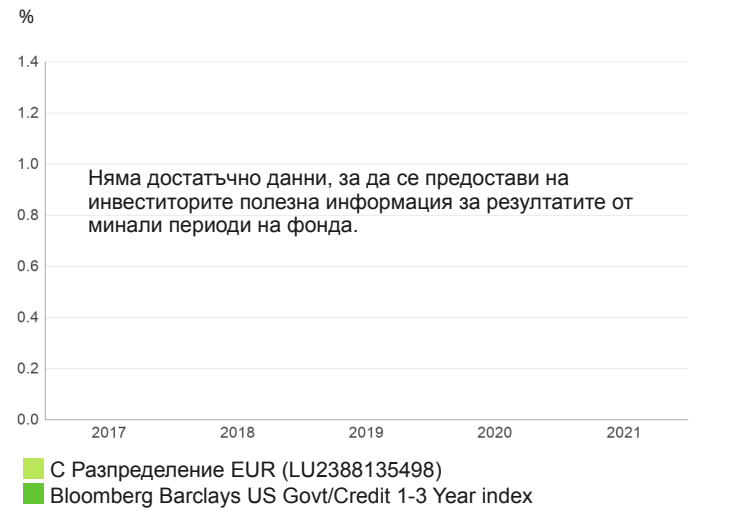 %
1.4
1.2
1.0
Няма достатъчно данни, за да се предостави на
инвеститорите полезна информация за резултатите от
0.8
минали периоди на фонда.
0.6
0.4
0.2
0.0
2017 2018 2019 2020 2021
С Разпределение EUR (LU2388135498)
Bloomberg Barclays US Govt/Credit 1-3 Year index